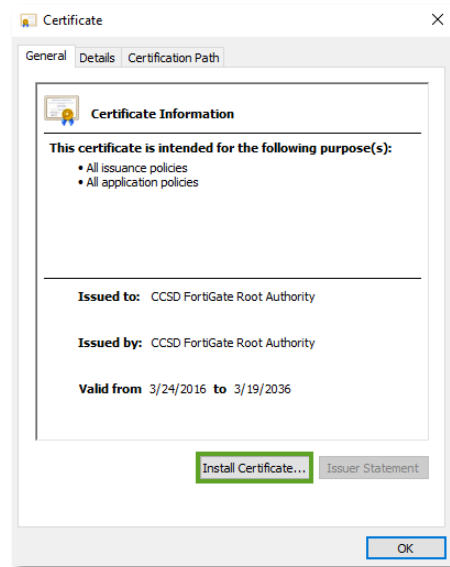 Certificate
General Details Certification Path
Certificate Information
This certificate is intended for the following purpose(s):
• All issuance policies
• All application policies
Issued to: CCSD FortiGate Root Authority
Issued by: CCSD FortiGate Root Authority
Valid from 3/24/2016 to 3/19/2036
Install Certificate... Issuer Statement
OK